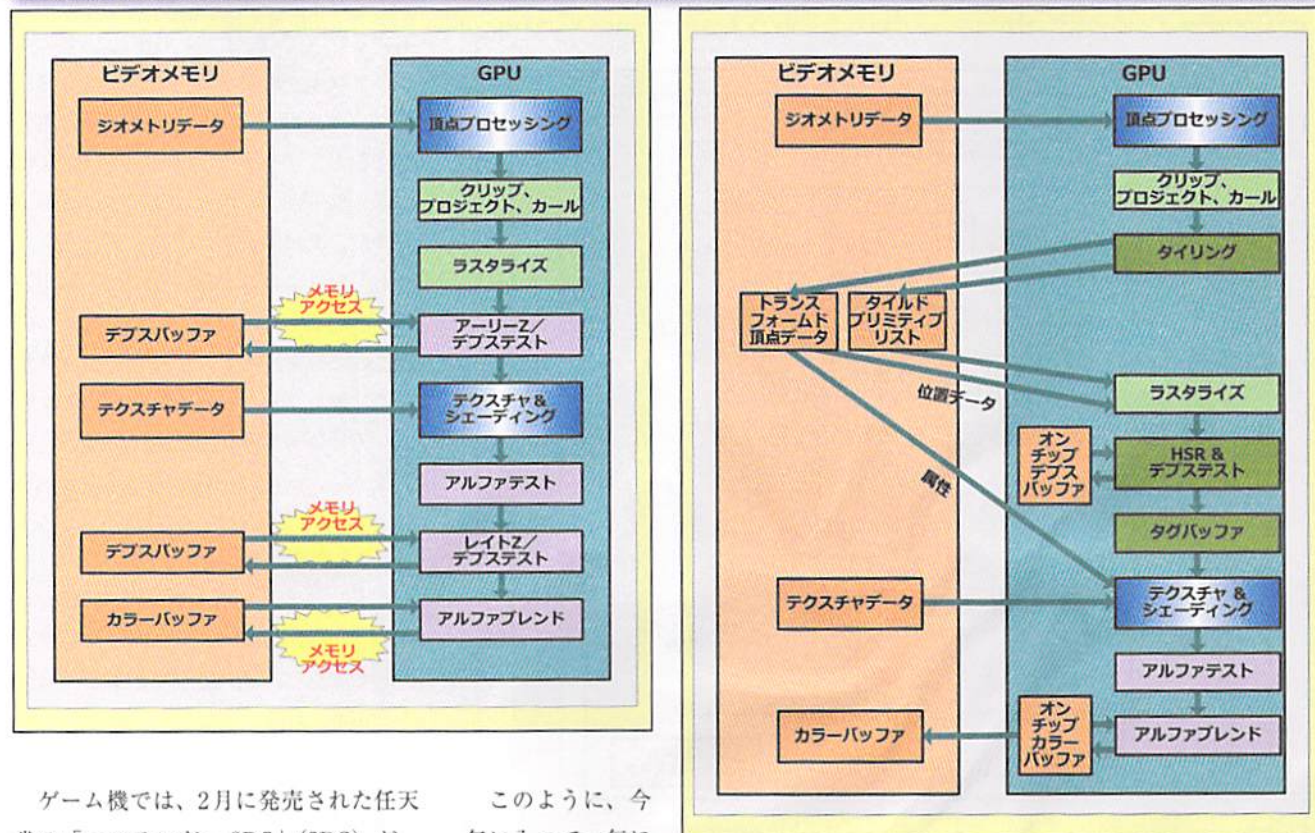 ビデオメモリ
GPU
ジオメトリデータ
頂点プロセッシング
クリップ、
プロジェクト、カール
ラスタライズ
メモリ
アクセス
デプスバッファ
アーリーZ/
デプステスト
テクスチャデータ
テクスチャ&
シェーディング
アルファテスト
メモリ
アクセス
デプスバッファ
レイトZ/
デプステスト
カラーバッファ
アルファブレンド
メモリ
アクセス
ビデオメモリ
GPU
ジオメトリデータ
頂点プロセッシング
クリップ、
プロジェクト、カール
タイリング
トランス
フォームド
頂点データ
タイルド
プリミティブ
リスト
位置データ
ラスタライズ
オン
チップ
デプス
バッファ
HSR &
デプステスト
属性
タグバッファ
テクスチャデータ
テクスチャ &
シェーディング
アルファテスト
オン
チップ
カラー
バッファ
カラーバッファ
アルファブレンド
ゲーム機では、2月に発売された任天
このように、今